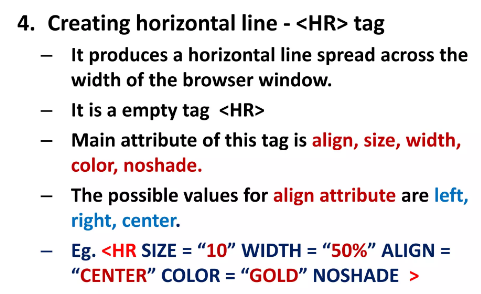 4. Creating horizontal line - <HR> tag
– It produces a horizontal line spread across the
width of the browser window.
– It is a empty tag <HR>
– Main attribute of this tag is align, size, width,
color, noshade.
– The possible values for align attribute are left,
right, center.
– Eg. <HR SIZE = “10” WIDTH = “50%” ALIGN =
“CENTER” COLOR = “GOLD” NOSHADE >